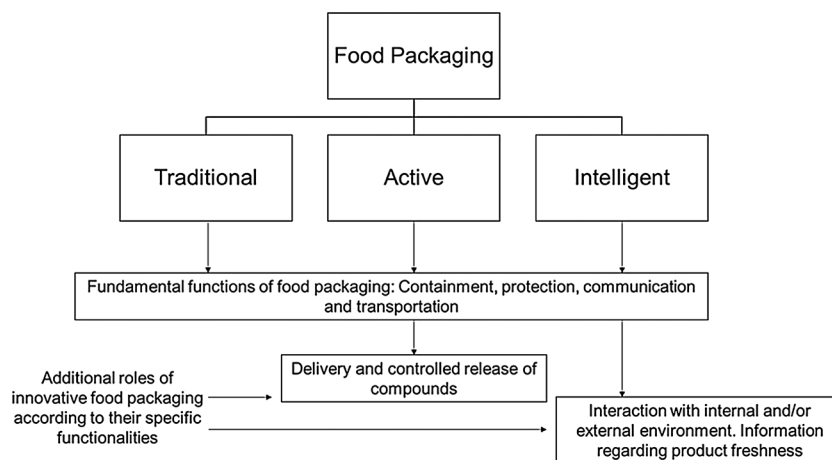 Food Packaging
Traditional
Active
Intelligent
Fundamental functions of food packaging: Containment, protection, communication
and transportation
Delivery and controlled release of
compounds
Additional roles of
innovative food packaging
according to their specific
functionalities
Interaction with internal and/or
external environment. Information
regarding product freshness